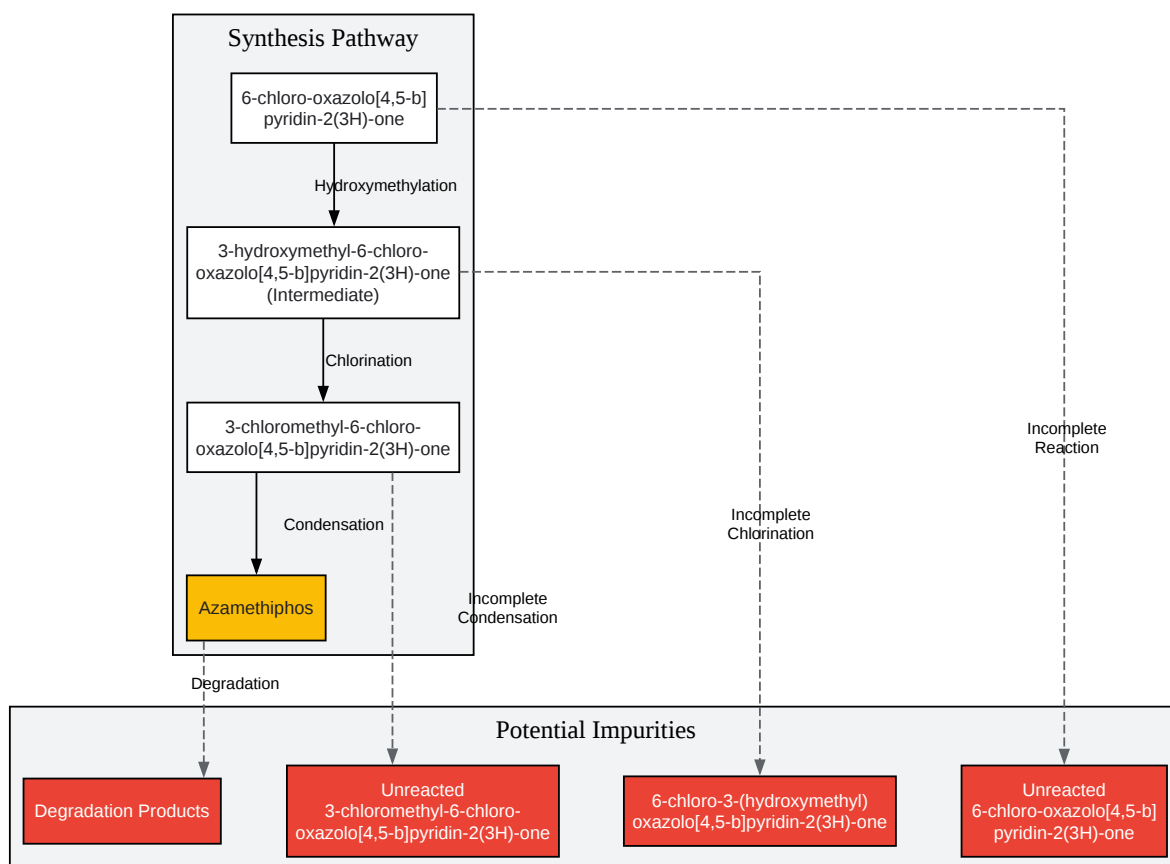 Synthesis Pathway
6-chloro-oxazolo[4,5-b]
pyridin-2(3H)-one
Hydroxymethylation
3-hydroxymethyl-6-chloro-
oxazolo[4,5-b]pyridin-2(3H)-one
(Intermediate)
Chlorination
3-chloromethyl-6-chloro-
oxazolo[4,5-b]pyridin-2(3H)-one
Condensation
Azamethiphos
Degradation
Incomplete
Condensation
Incomplete
Chlorination
Incomplete
Reaction
Potential Impurities
Degradation Products
Unreacted
3-chloromethyl-6-chloro-
oxazolo[4,5-b]pyridin-2(3H)-one
6-chloro-3-(hydroxymethyl)
oxazolo[4,5-b]pyridin-2(3H)-one
Unreacted
6-chloro-oxazolo[4,5-b]
pyridin-2(3H)-one